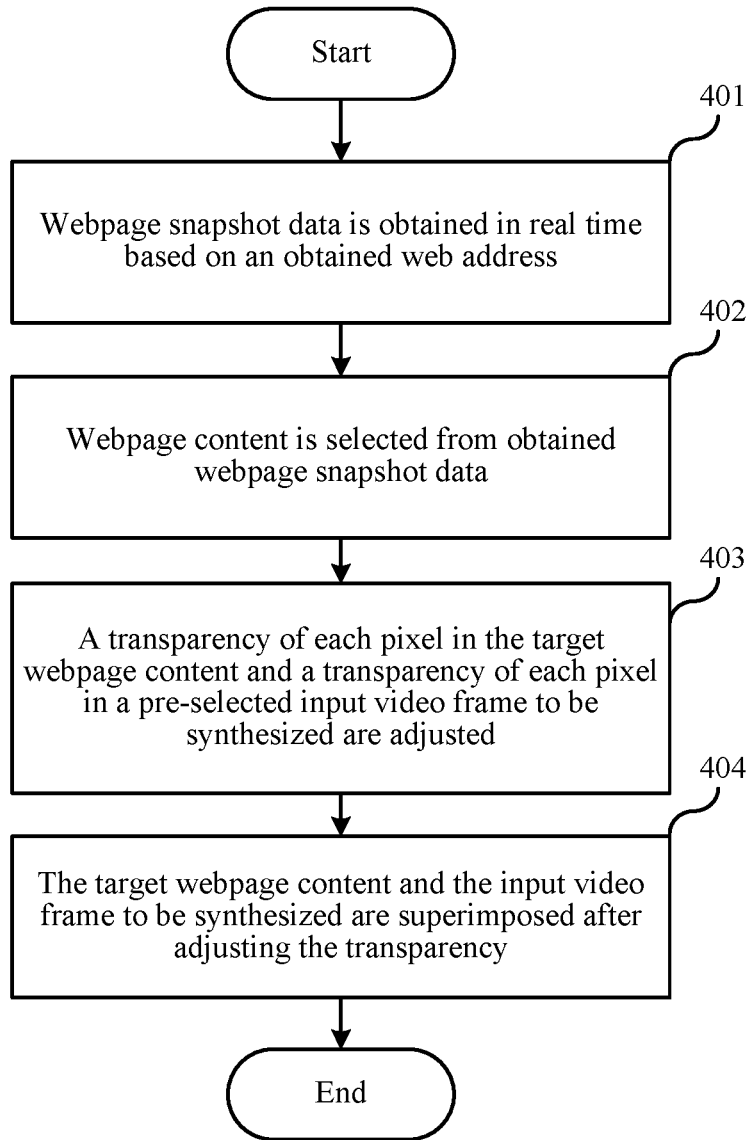 Start
401
Webpage snapshot data is obtained in real time
based on an obtained web address
402
Webpage content is selected from obtained
webpage snapshot data
403
A transparency of each pixel in the target
webpage content and a transparency of each pixel
in a pre-selected input video frame to be
synthesized are adjusted
404
The target webpage content and the input video
frame to be synthesized are superimposed after
adjusting the transparency
End